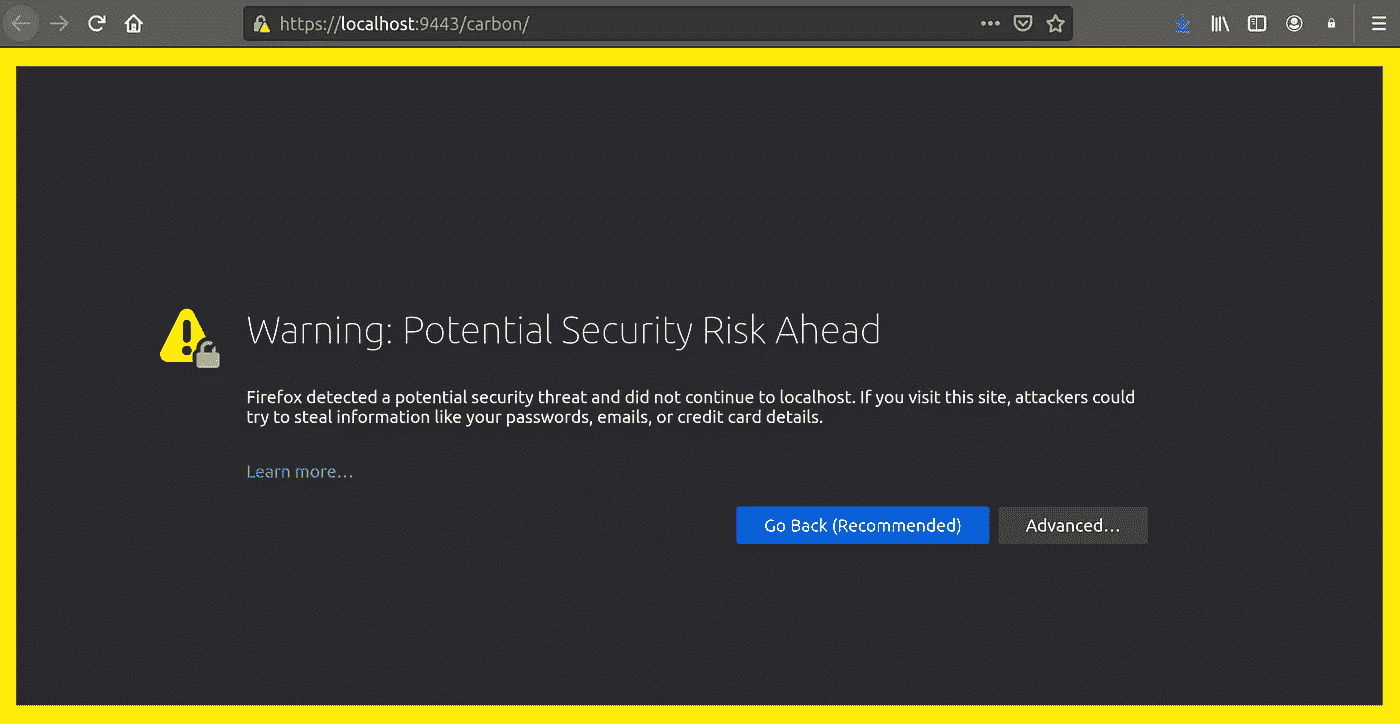 https://localhost:9443/carbon/
Warning: Potential Security Risk Ahead
Firefox detected a potential security threat and did not continue to localhost. If you visit this site, attackers could
try to steal information like your passwords, emails, or credit card details.
Learn more…
Go Back (Recommended)
Advanced…